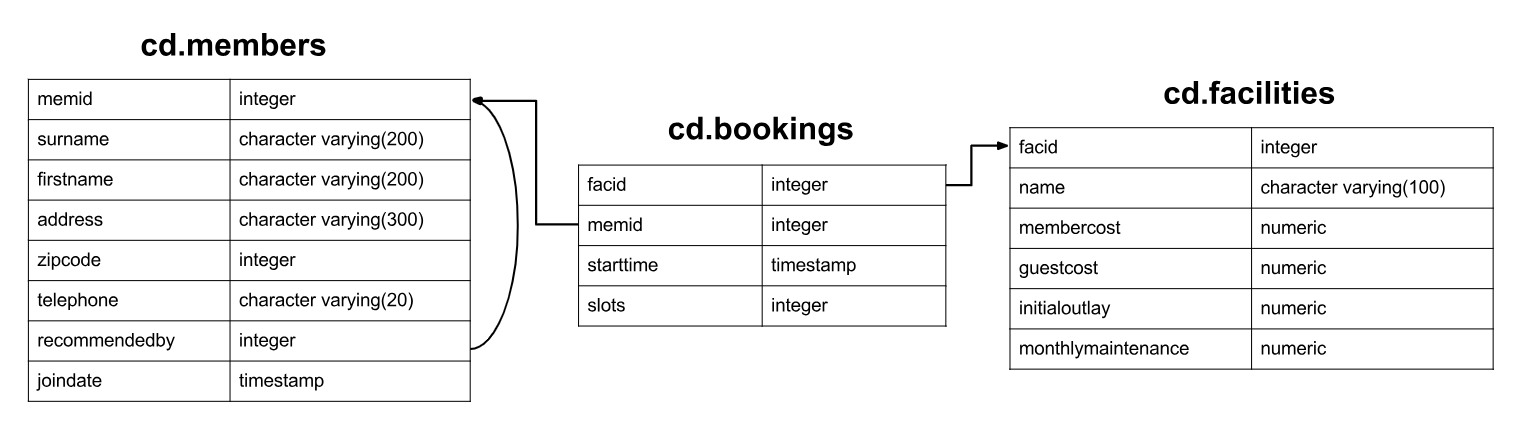 cd.members
memid integer
surname character varying(200)
firstname character varying(200)
address character varying(300)
zipcode integer
telephone character varying(20)
recommendedby integer
joindate timestamp
cd.bookings
facid integer
memid integer
starttime timestamp
slots integer
cd.facilities
facid integer
name character varying(100)
membercost numeric
guestcost numeric
initialoutlay numeric
monthlymaintenance numeric